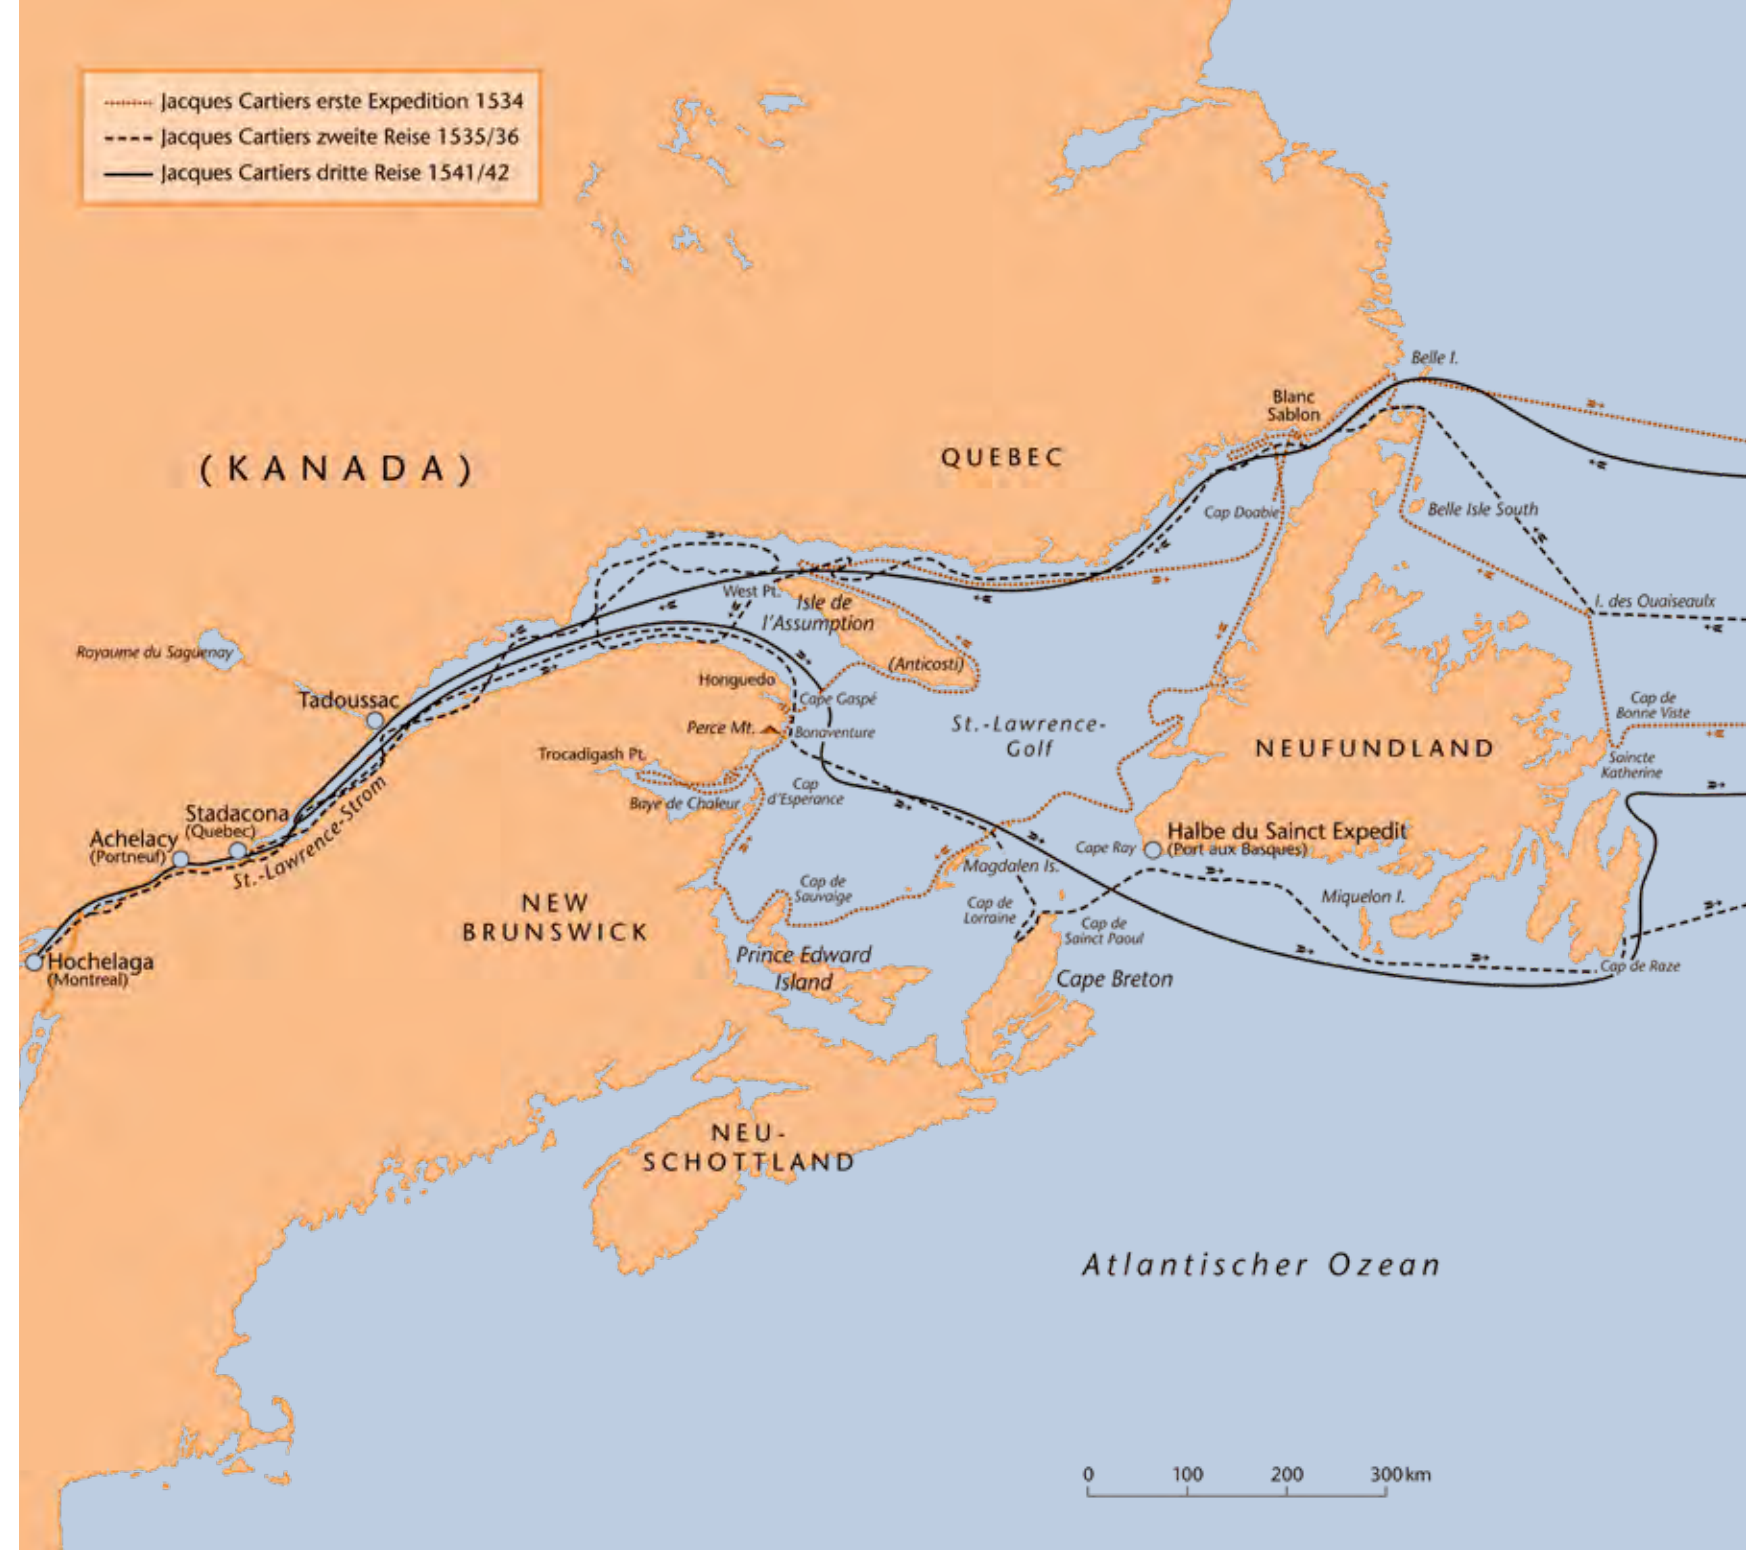 Jacques Cartiers erste Expedition 1534
Jacques Cartiers zweite Reise 1535/36
Jacques Cartiers dritte Reise 1541/42
Belle I.
Blanc
Sablon
(KANADA)
QUEBEC
Cap Doable
Belle Isle South
West Pt.
Isle de
l'Assumption
I. des Ouaiseaulx
Royaume du Saguenay
(Anticosti)
Honguedo
Tadoussac
Cape Gaspé
Cap de
Bonne Viste
Perce Mt.
Bonaventure
St.-Lawrence-
Golf
NEUFUNDLAND
Trocadigash Pt.
Saincte
Katherine
Cap
d'Esperance
Baye de Chaleur
Stadacona
(Quebec)
St.-Lawrence-Strom
Achelacy
(Portneuf)
Halbe du Sainct Expedit
(Port aux Basques)
Cape Ray
Magdalen Is.
Cap de
Sauvaige
Miquelon I.
NEW
BRUNSWICK
Cap de
Lorraine
Cap de
Sainct Paoul
Hochelaga
(Montreal)
Prince Edward
Island
Cap de Raze
Cape Breton
NEU-
SCHOTTLAND
Atlantischer Ozean
0 100 200 300 km